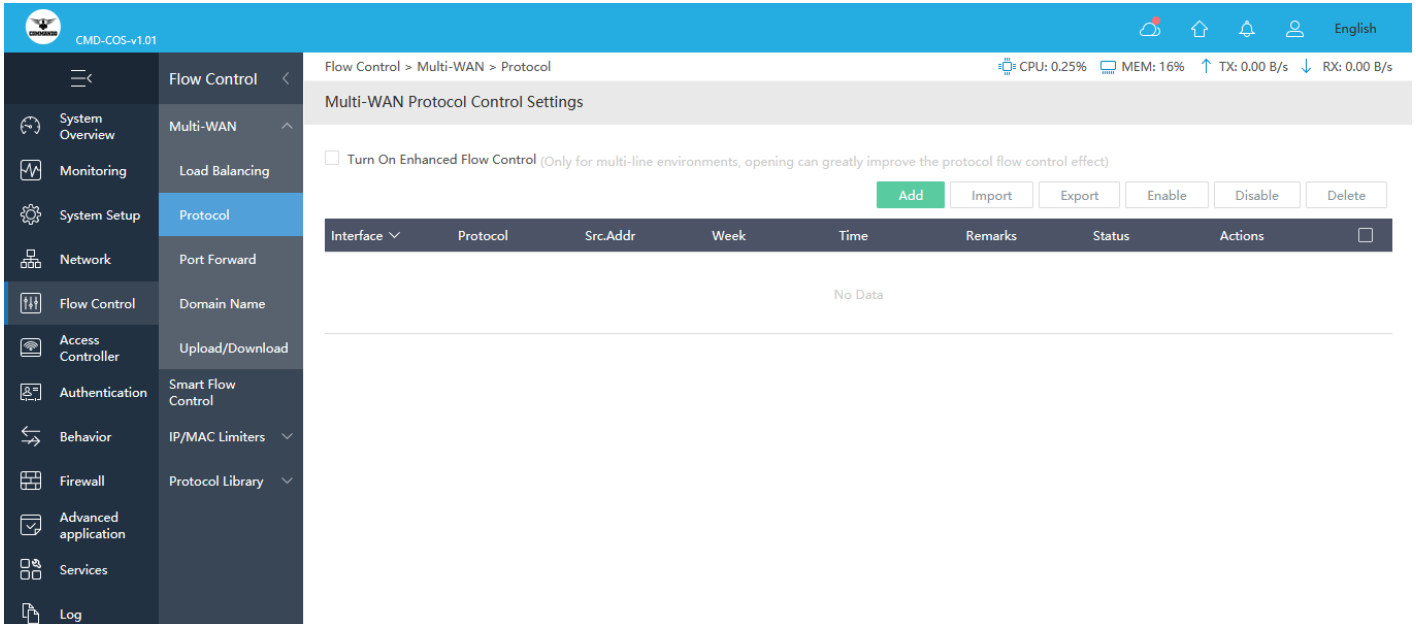 COMMANDO
CMD-COS-v1.01
English
Flow Control
Flow Control > Multi-WAN > Protocol
CPU: 0.25% MEM: 16% TX: 0.00 B/s RX: 0.00 B/s
Multi-WAN Protocol Control Settings
System
Overview
Monitoring
System Setup
Network
Flow Control
Access
Controller
Authentication
Behavior
Firewall
Advanced
application
Services
Log
Multi-WAN
Load Balancing
Protocol
Port Forward
Domain Name
Upload/Download
Smart Flow
Control
IP/MAC Limiters
Protocol Library
Turn On Enhanced Flow Control (Only for multi-line environments, opening can greatly improve the protocol flow control effect)
Add Import Export Enable Disable Delete
Interface Protocol Src.Addr Week Time Remarks Status Actions
No Data